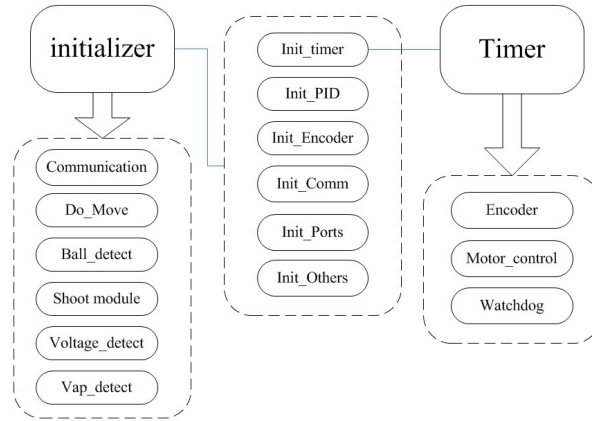 initializer
Communication
Do_Move
Ball_detect
Shoot module
Voltage_detect
Vap_detect
Init_timer
Init_PID
Init_Encoder
Init_Comm
Init_Ports
Init_Others
Timer
Encoder
Motor_control
Watchdog